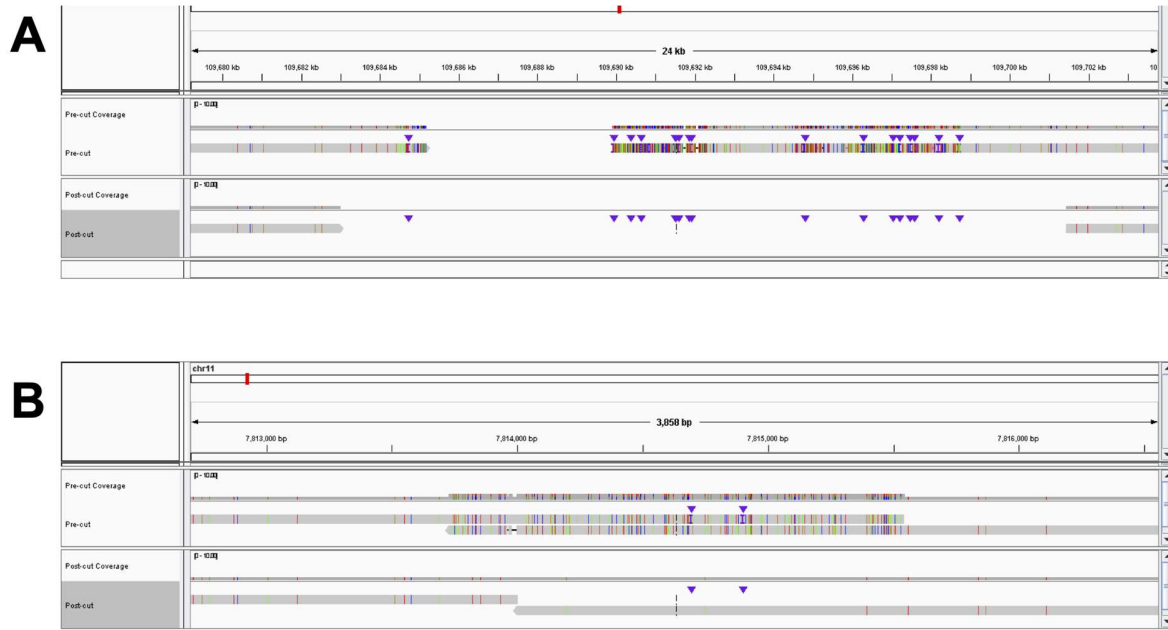 A
24 kb
109,680 kb 109,682 kb 109,684 kb 109,686 kb 109,688 kb 109,690 kb 109,692 kb 109,694 kb 109,696 kb 109,698 kb 109,700 kb 109,702 kb 10
[0 - 10.00]
Pre-cut Coverage
Pre-cut
[0 - 10.00]
Post-cut Coverage
Post-cut
B
chr11
3,858 bp
7,813,000 bp 7,814,000 bp 7,815,000 bp 7,816,000 bp
[0 - 10.00]
Pre-cut Coverage
Pre-cut
[0 - 10.00]
Post-cut Coverage
Post-cut